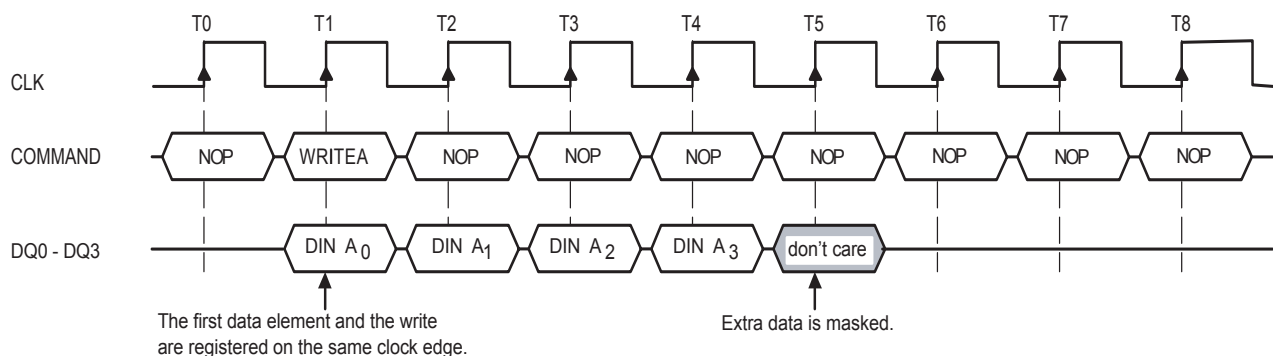 T0 T1 T2 T3 T4 T5 T6 T7 T8
CLK
COMMAND NOP WRITEA NOP NOP NOP NOP NOP NOP NOP
DQ0 - DQ3 DIN A0 DIN A1 DIN A2 DIN A3 don't care
The first data element and the write
are registered on the same clock edge.
Extra data is masked.